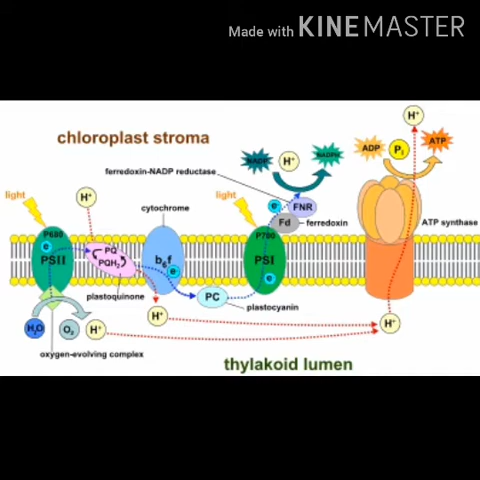 Made with KINEMASTER
chloroplast stroma
H⁺
NADP
H⁺
NADPH
ADP
Pᵢ
ATP
ferredoxin-NADP reductase
light
H⁺
cytochrome
light
e⁻
FNR
Fd
ferredoxin
ATP synthase
P680
e⁻
PSII
PQ
PQH₂
b₆f
e⁻
P700
PSI
e⁻
plastoquinone
PC
plastocyanin
H₂O
O₂
H⁺
H⁺
H⁺
oxygen-evolving complex
thylakoid lumen